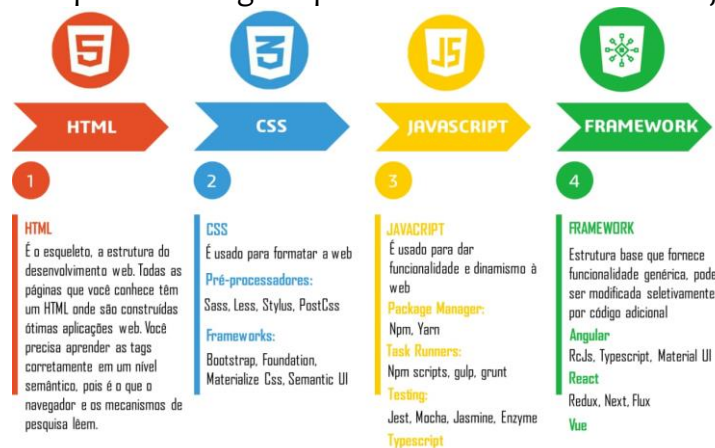 HTML
CSS
JAVASCRIPT
FRAMEWORK
1
2
3
4
HTML
É o esqueleto, a estrutura do
desenvolvimento web. Todas as
páginas que você conhece têm
um HTML onde são construídas
ótimas aplicações web. Você
precisa aprender as tags
corretamente em um nível
semântico, pois é o que o
navegador e os mecanismos de
pesquisa lêem.
CSS
É usado para formatar a web
Pré-processadores:
Sass, Less, Stylus, PostCss
Frameworks:
Bootstrap, Foundation,
Materialize Css, Semantic UI
JAVACRIPT
É usado para dar
funcionalidade e dinamismo à
web
Package Manager:
Npm, Yarn
Task Runners:
Npm scripts, gulp, grunt
Testing:
Jest, Mocha, Jasmine, Enzyme
Typescript
FRAMEWORK
Estrutura base que fornece
funcionalidade genérica, pode
ser modificada seletivamente
por código adicional
Angular
RcJs, Typescript, Material UI
React
Redux, Next, Flux
Vue